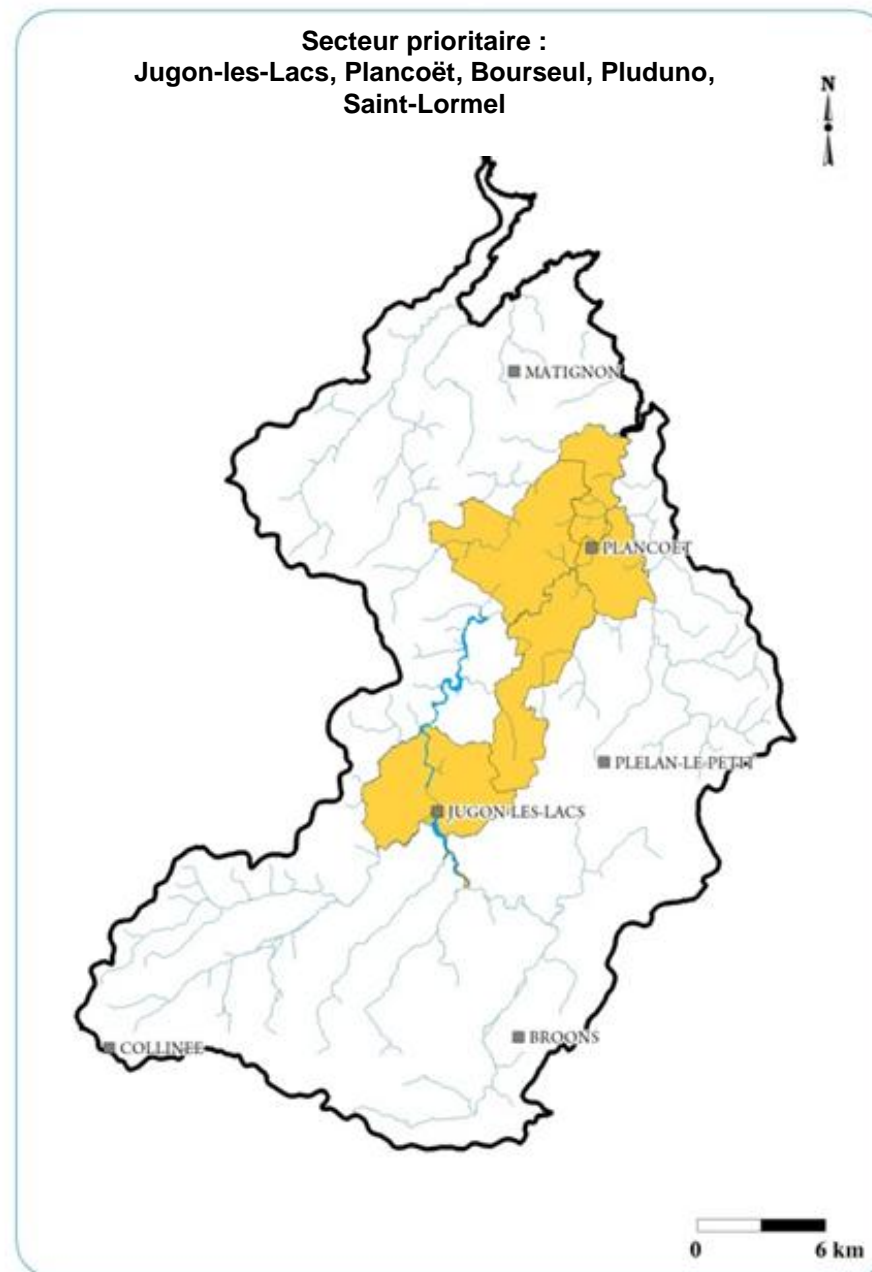 Secteur prioritaire :
Jugon-les-Lacs, Plancoët, Bourseul, Pluduno,
Saint-Lormel
N
MATIGNON
PLANCOËT
PLELAN-LE-PETIT
JUGON-LES-LACS
BROONS
COLLINEE
0 6 km